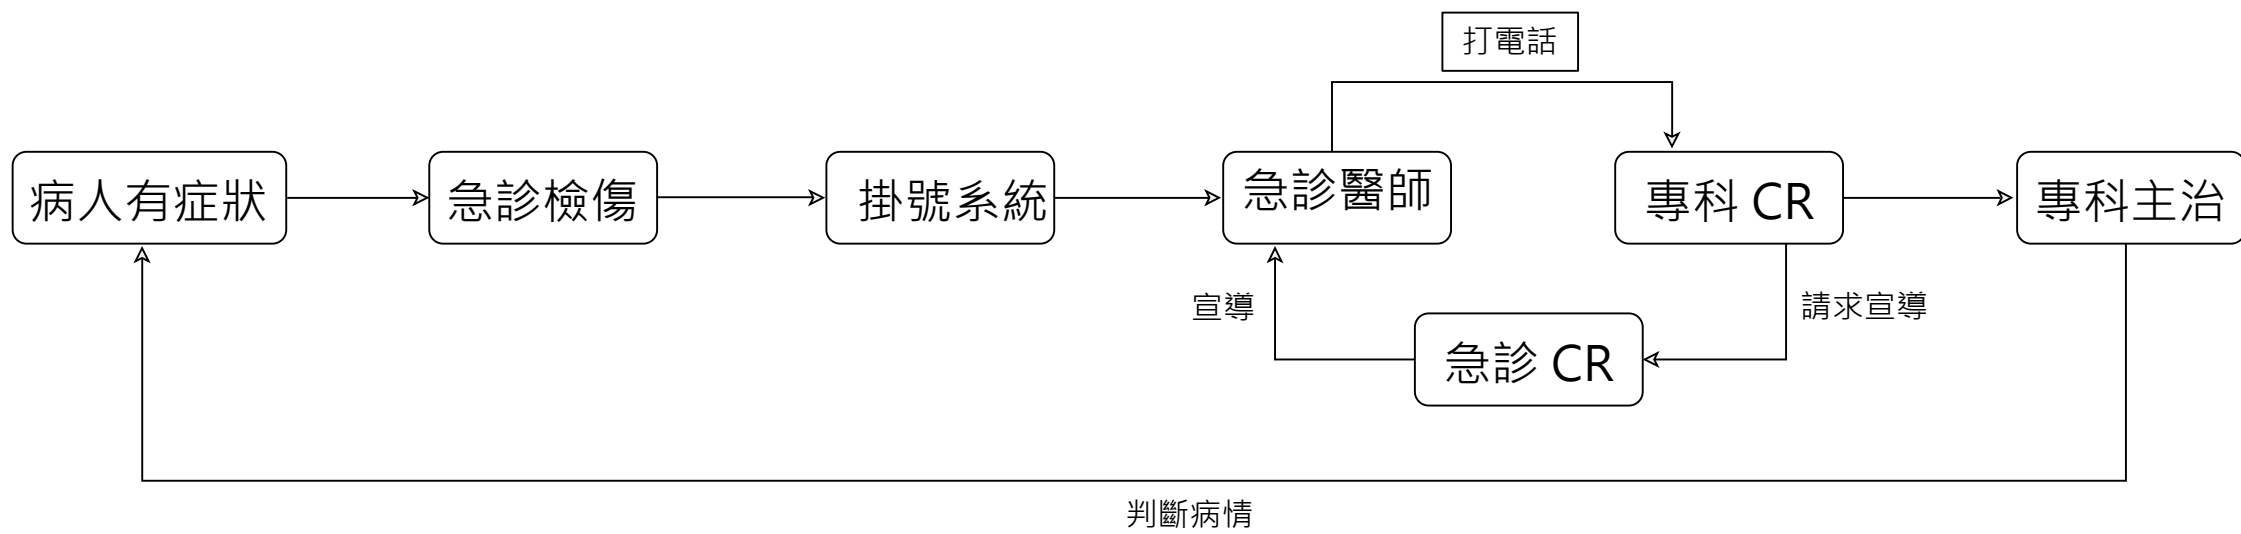 打電話
病人有症狀
急診檢傷
掛號系統
急診醫師
專科 CR
專科主治
宣導
請求宣導
急診 CR
判斷病情